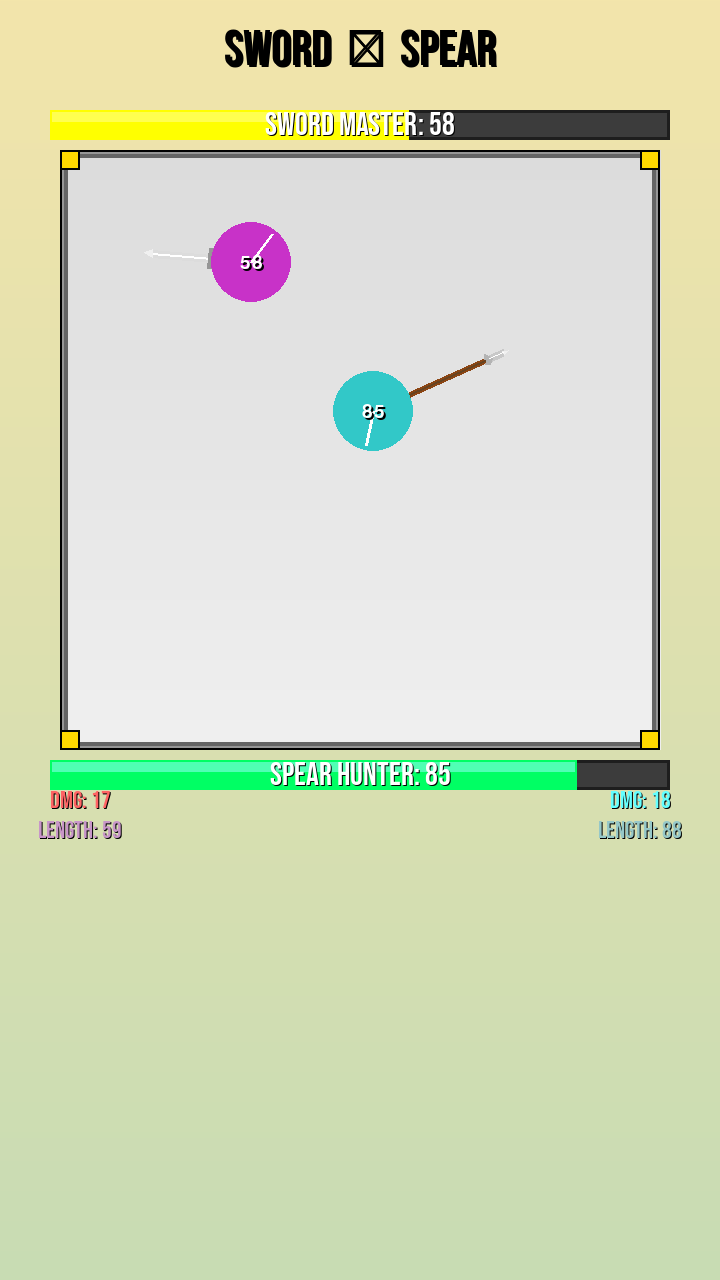 SWORD SPEAR
SWORD MASTER: 58
58
85
SPEAR HUNTER: 85
DMG: 17
DMG: 18
LENGTH: 59
LENGTH: 88